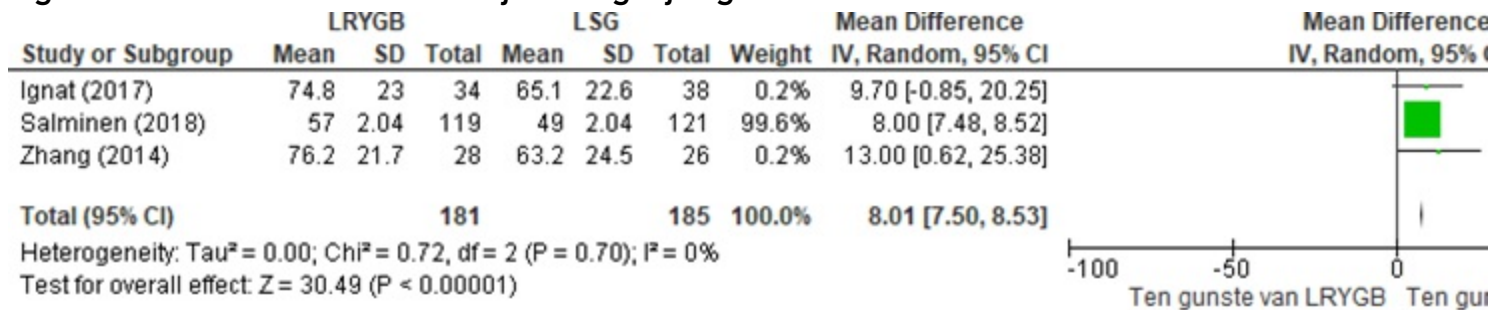 LRYGB LSG Mean Difference Mean Difference
Study or Subgroup Mean SD Total Mean SD Total Weight IV, Random, 95% CI IV, Random, 95%
Ignat (2017) 74.8 23 34 65.1 22.6 38 0.2% 9.70 [-0.85, 20.25]
Salminen (2018) 57 2.04 119 49 2.04 121 99.6% 8.00 [7.48, 8.52]
Zhang (2014) 76.2 21.7 28 63.2 24.5 26 0.2% 13.00 [0.62, 25.38]
Total (95% CI) 181 185 100.0% 8.01 [7.50, 8.53]
Heterogeneity: Tau² = 0.00; Chi² = 0.72, df = 2 (P = 0.70); I² = 0%
Test for overall effect: Z = 30.49 (P < 0.00001)
-100 -50 0
Ten gunste van LRYGB Ten